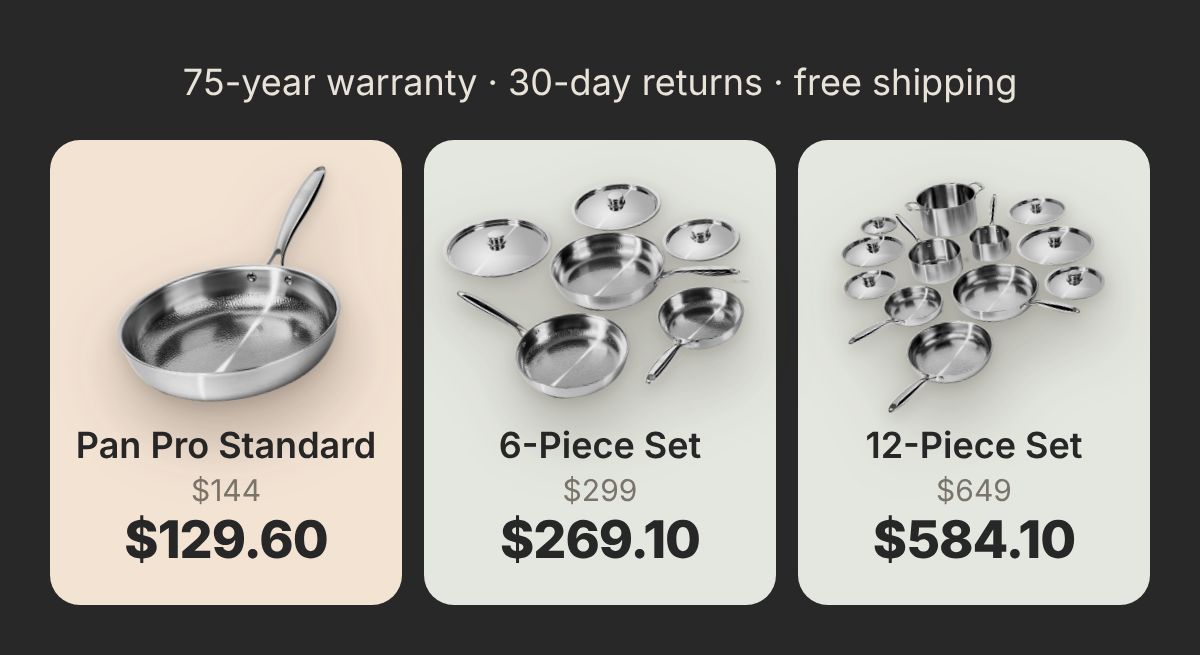 75-year warranty · 30-day returns · free shipping
Pan Pro Standard
$144
$129.60
6-Piece Set
$299
$269.10
12-Piece Set
$649
$584.10